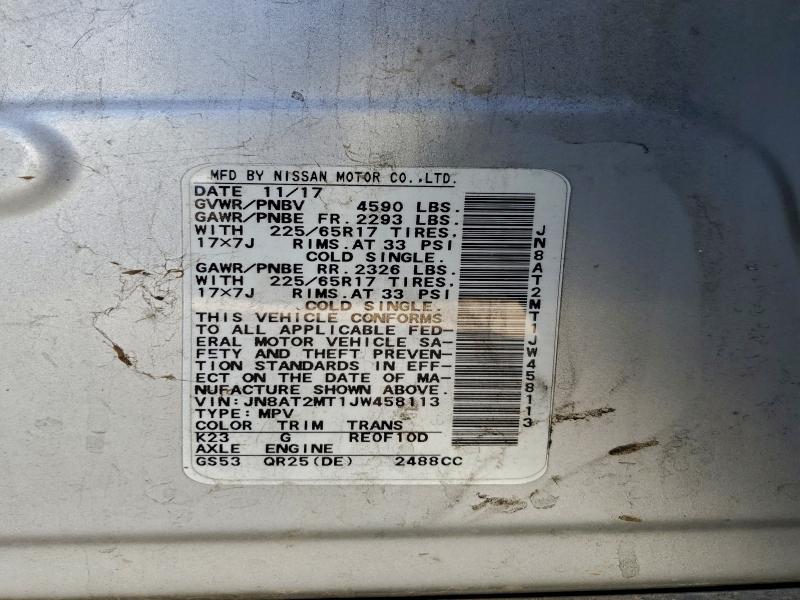 MFD BY NISSAN MOTOR CO.,LTD.
DATE 11/17
GVWR/PNBV 4590 LBS.
GAWR/PNBE FR. 2293 LBS.
WITH 225/65R17 TIRES.
17×7J RIMS. AT 33 PSI
COLD SINGLE.
GAWR/PNBE RR. 2326 LBS.
WITH 225/65R17 TIRES.
17×7J RIMS. AT 33 PSI
COLD SINGLE.
THIS VEHICLE CONFORMS
TO ALL APPLICABLE FED-
ERAL MOTOR VEHICLE SA-
FETY AND THEFT PREVEN-
TION STANDARDS IN EFF-
ECT ON THE DATE OF MA-
NUFACTURE SHOWN ABOVE.
VIN: JN8AT2MT1JW458113
TYPE: MPV
COLOR TRIM TRANS
K23 G RE0F10D
AXLE ENGINE
GS53 QR25(DE) 2488CC
JN8AT2MT1JW458113